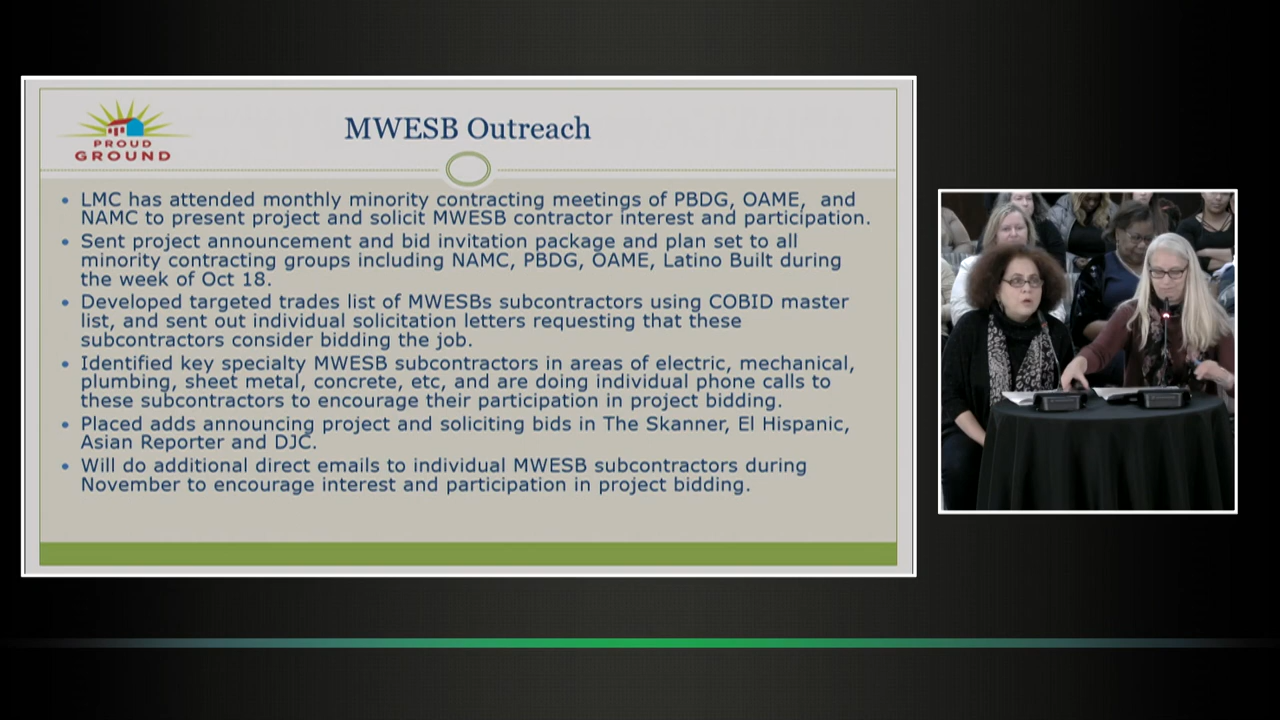 PROUD
GROUND
MWESB Outreach
• LMC has attended monthly minority contracting meetings of PBDG, OAME, and
NAMC to present project and solicit MWESB contractor interest and participation.
• Sent project announcement and bid invitation package and plan set to all
minority contracting groups including NAMC, PBDG, OAME, Latino Built during
the week of Oct 18.
• Developed targeted trades list of MWESBs subcontractors using COBID master
list, and sent out individual solicitation letters requesting that these
subcontractors consider bidding the job.
• Identified key specialty MWESB subcontractors in areas of electric, mechanical,
plumbing, sheet metal, concrete, etc, and are doing individual phone calls to
these subcontractors to encourage their participation in project bidding.
• Placed adds announcing project and soliciting bids in The Skanner, El Hispanic,
Asian Reporter and DJC.
• Will do additional direct emails to individual MWESB subcontractors during
November to encourage interest and participation in project bidding.